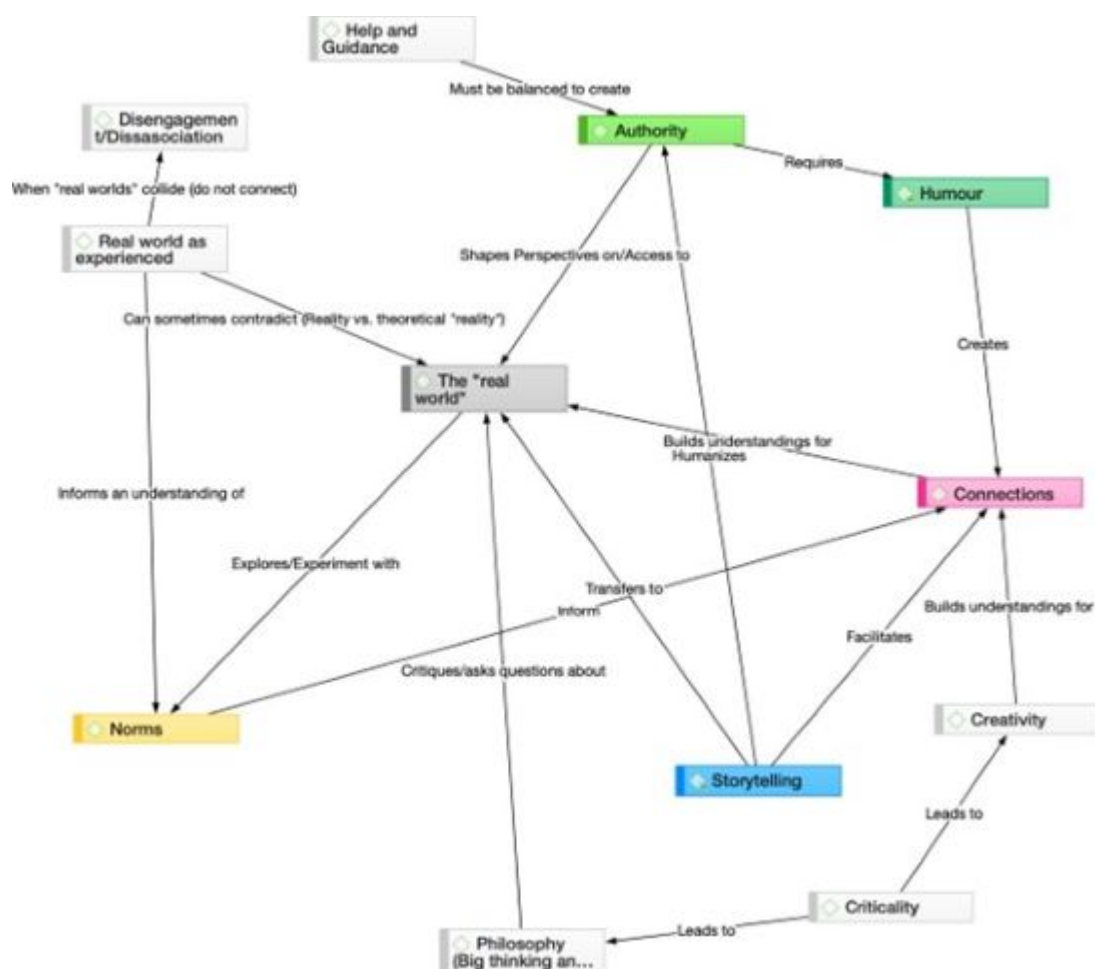 Help and
Guidance
Must be balanced to create
Disengagemen
t/Dissasociation
Authority
Requires
When "real worlds" collide (do not connect)
Humour
Real world as
experienced
Shapes Perspectives on/Access to
Can sometimes contradict (Reality vs. theoretical "reality")
Creates
The "real
world"
Builds understandings for
Humanizes
Connections
Informs an understanding of
Explores/Experiment with
Transfers to
Inform
Builds understandings for
Facilitates
Critiques/asks questions about
Norms
Creativity
Storytelling
Leads to
Criticality
Leads to
Philosophy
(Big thinking an...